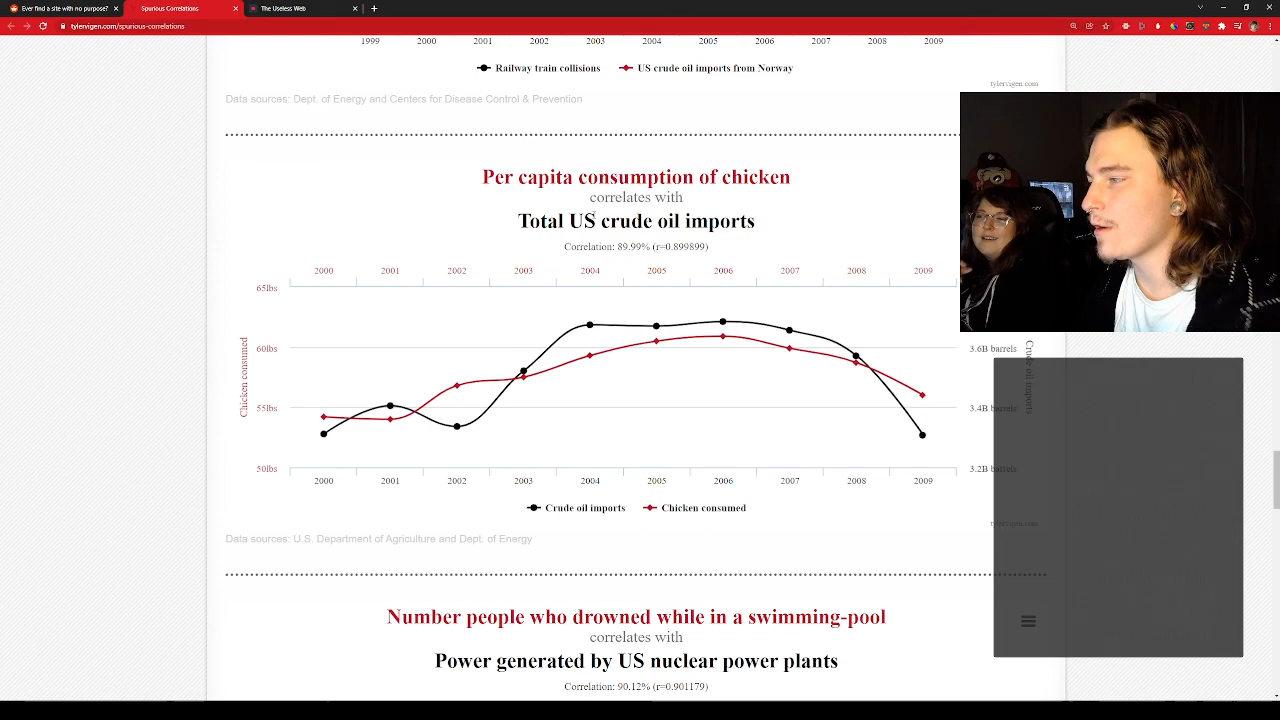 Ever find a site with no purpose?
Spurious Correlations
The Useless Web
tylervigen.com/spurious-correlations
1999 2000 2001 2002 2003 2004 2005 2006 2007 2008 2009
Railway train collisions US crude oil imports from Norway
tylervigen.com
Data sources: Dept. of Energy and Centers for Disease Control & Prevention
Per capita consumption of chicken
correlates with
Total US crude oil imports
Correlation: 89.99% (r=0.899899)
2000 2001 2002 2003 2004 2005 2006 2007 2008 2009
65lbs
60lbs
55lbs
50lbs
Chicken consumed
3.6B barrels
3.4B barrels
3.2B barrels
Crude oil imports
2000 2001 2002 2003 2004 2005 2006 2007 2008 2009
Crude oil imports Chicken consumed
tylervigen.com
Data sources: U.S. Department of Agriculture and Dept. of Energy
Number people who drowned while in a swimming-pool
correlates with
Power generated by US nuclear power plants
Correlation: 90.12% (r=0.901179)